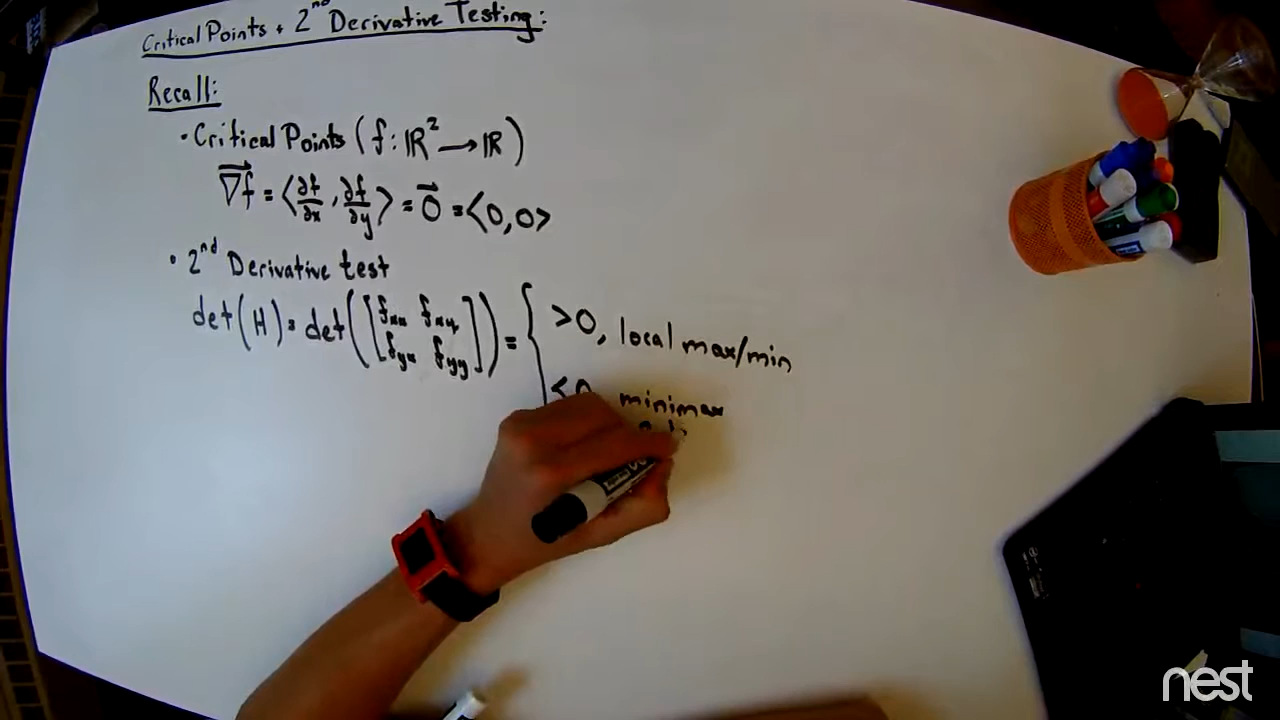 Critical Points + 2nd Derivative Testing:
Recall:
• Critical Points (f: ℝ² → ℝ)
∇f = ⟨∂f/∂x, ∂f/∂y⟩ = 0⃗ = ⟨0,0⟩
• 2nd Derivative test
det(H) = det([fxx fxy; fyx fyy]) = { >0, local max/min
<0 minimax
nest